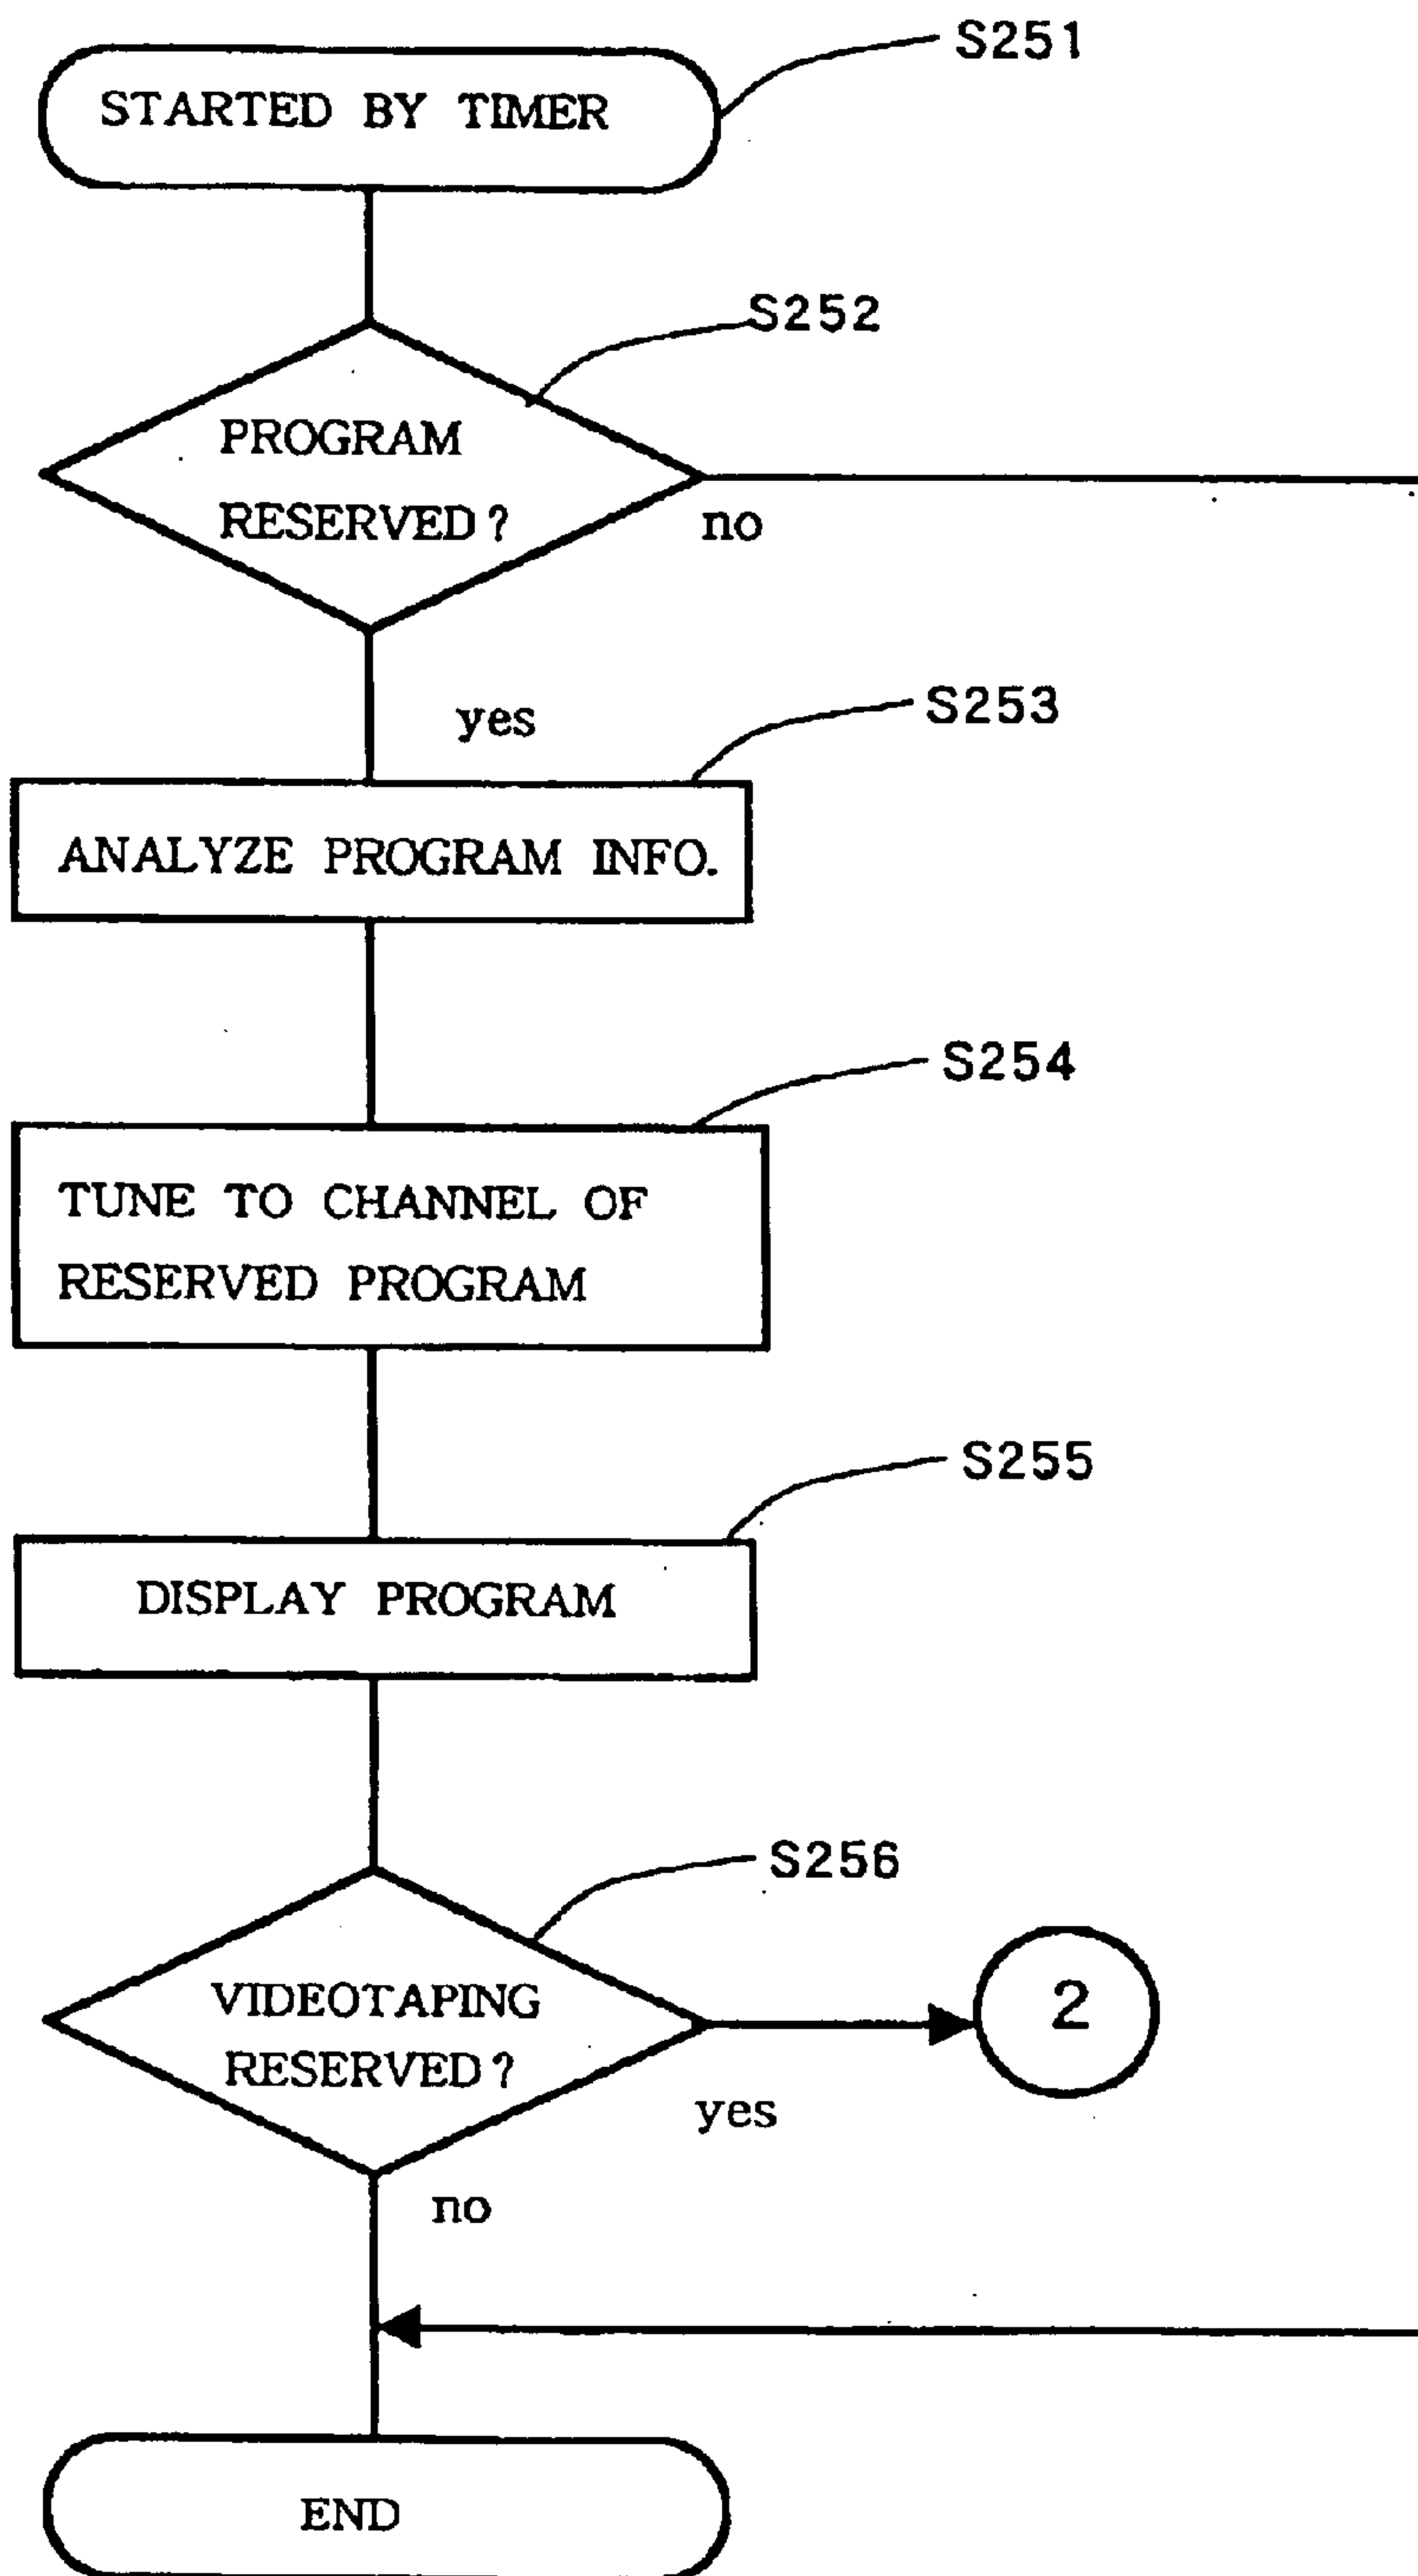 S251
STARTED BY TIMER
S252
PROGRAM
RESERVED?
no
yes
S253
ANALYZE PROGRAM INFO.
S254
TUNE TO CHANNEL OF
RESERVED PROGRAM
S255
DISPLAY PROGRAM
S256
VIDEOTAPING
RESERVED?
2
yes
no
END